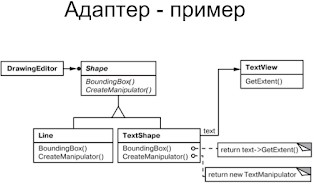 Адаптер - пример
DrawingEditor
Shape
BoundingBox()
CreateManipulator()
TextView
GetExtent()
Line
BoundingBox()
CreateManipulator()
TextShape
BoundingBox()
CreateManipulator()
text
return text->GetExtent()
return new TextManipulator